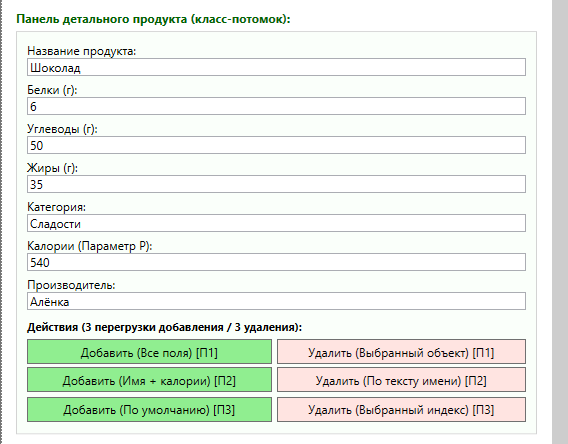 Панель детального продукта (класс-потомок):
Название продукта:
Шоколад
Белки (г):
6
Углеводы (г):
50
Жиры (г):
35
Категория:
Сладости
Калории (Параметр P):
540
Производитель:
Алёнка
Действия (3 перегрузки добавления / 3 удаления):
Добавить (Все поля) [П1] Удалить (Выбранный объект) [П1]
Добавить (Имя + калории) [П2] Удалить (По тексту имени) [П2]
Добавить (По умолчанию) [П3] Удалить (Выбранный индекс) [П3]